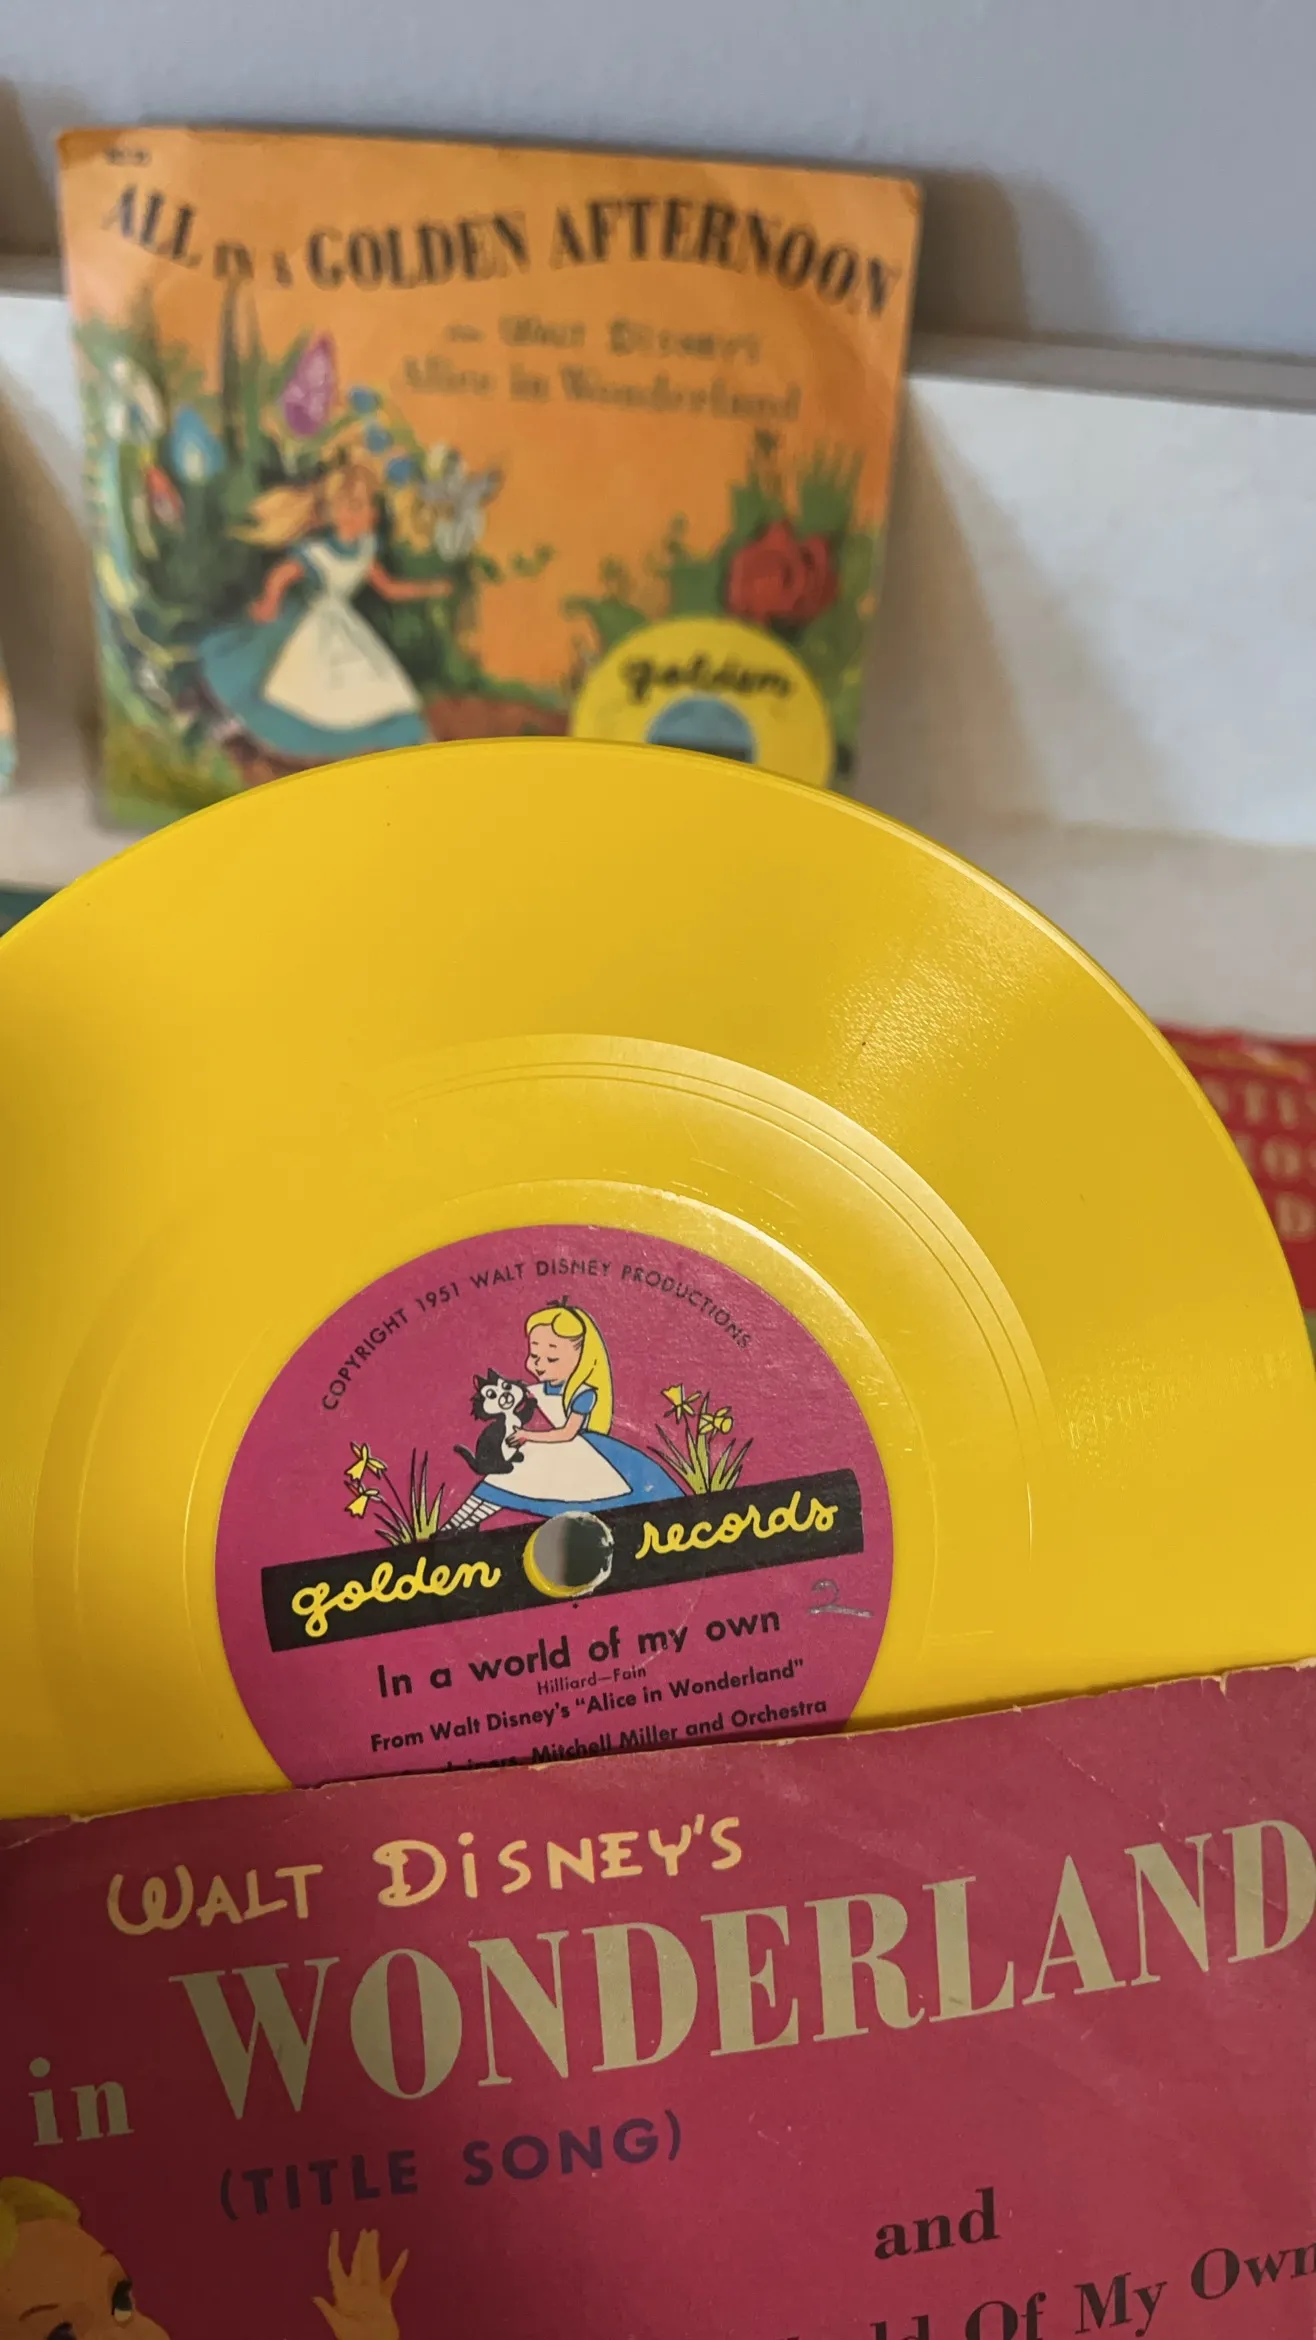 ALL IN A GOLDEN AFTERNOON
Walt Disney's
Alice in Wonderland
golden
COPYRIGHT 1951 WALT DISNEY PRODUCTIONS
golden records
2
In a world of my own
Hilliard—Fain
From Walt Disney's "Alice in Wonderland"
Mitchell Miller and Orchestra
WALT DISNEY'S
in WONDERLAND
(TITLE SONG)
and
Of My Own